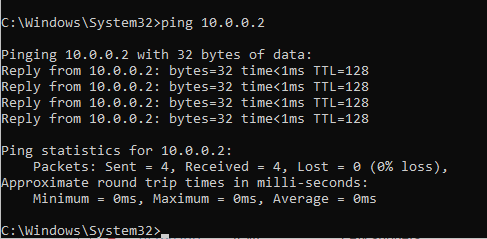 C:\Windows\System32>ping 10.0.0.2
Pinging 10.0.0.2 with 32 bytes of data:
Reply from 10.0.0.2: bytes=32 time<1ms TTL=128
Reply from 10.0.0.2: bytes=32 time<1ms TTL=128
Reply from 10.0.0.2: bytes=32 time<1ms TTL=128
Reply from 10.0.0.2: bytes=32 time<1ms TTL=128
Ping statistics for 10.0.0.2:
Packets: Sent = 4, Received = 4, Lost = 0 (0% loss),
Approximate round trip times in milli-seconds:
Minimum = 0ms, Maximum = 0ms, Average = 0ms
C:\Windows\System32>